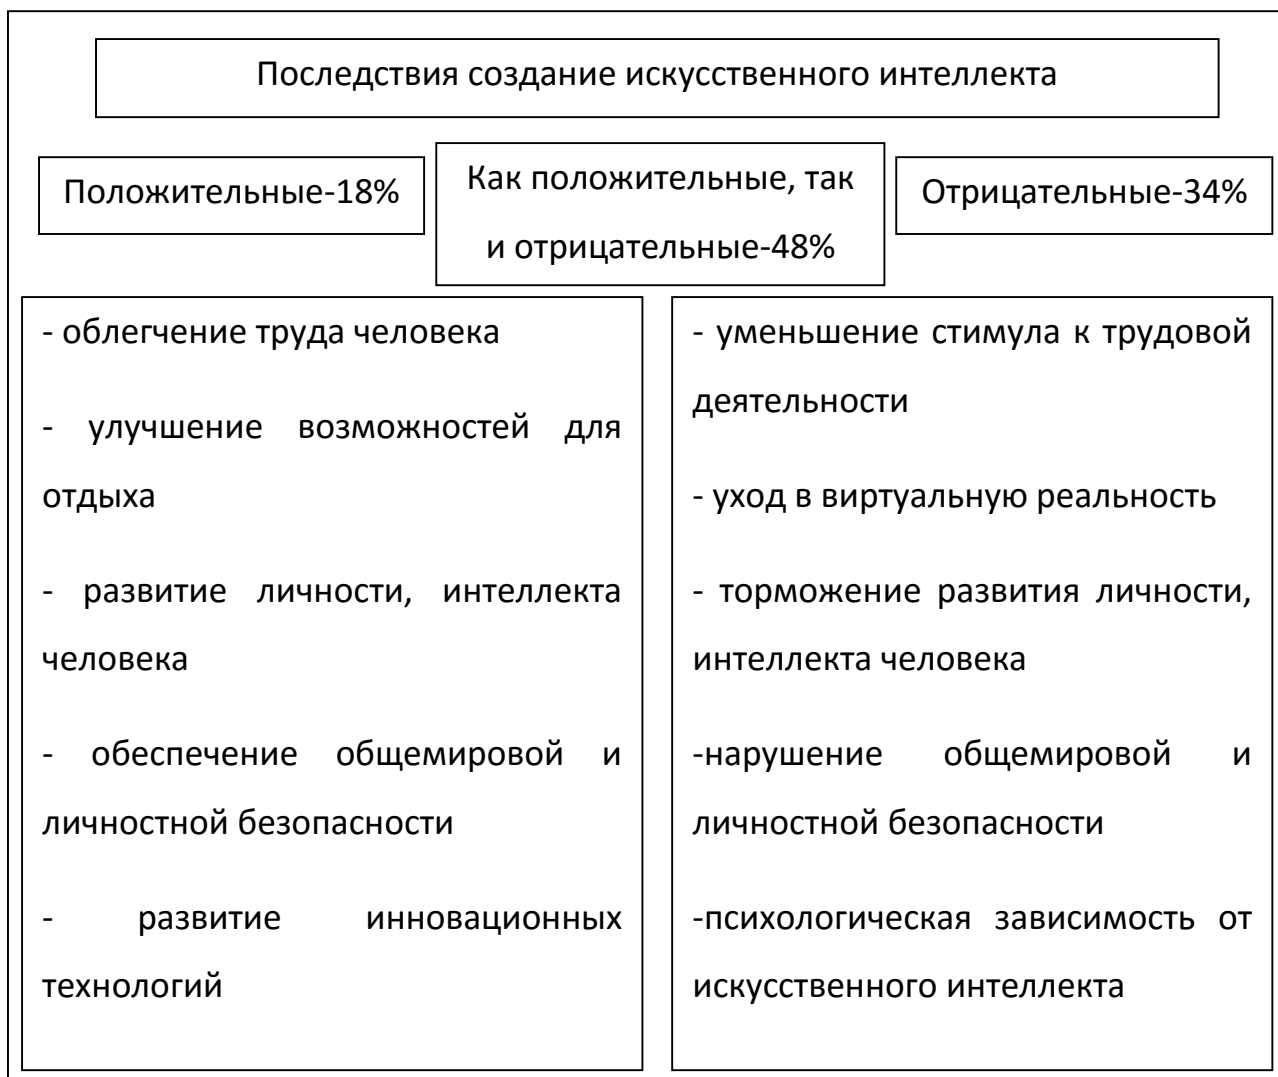 Последствия создание искусственного интеллекта
Положительные-18%
Как положительные, так
и отрицательные-48%
Отрицательные-34%
- облегчение труда человека
- улучшение возможностей для
отдыха
- развитие личности, интеллекта
человека
- обеспечение общемировой и
личностной безопасности
- развитие инновационных
технологий
- уменьшение стимула к трудовой
деятельности
- уход в виртуальную реальность
- торможение развития личности,
интеллекта человека
-нарушение общемировой и
личностной безопасности
-психологическая зависимость от
искусственного интеллекта